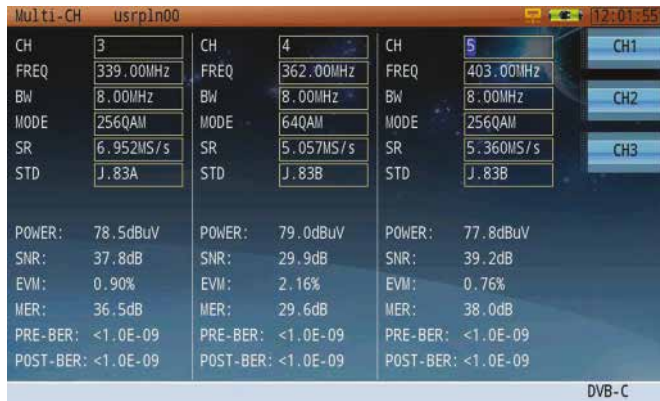 Multi-CH usrpln00 12:01:55
CH 3 CH 4 CH 5 CH1
FREQ 339.00MHz FREQ 362.00MHz FREQ 403.00MHz
BW 8.00MHz BW 8.00MHz BW 8.00MHz CH2
MODE 256QAM MODE 64QAM MODE 256QAM
SR 6.952MS/s SR 5.057MS/s SR 5.360MS/s CH3
STD J.83A STD J.83B STD J.83B
POWER: 78.5dBuV POWER: 79.0dBuV POWER: 77.8dBuV
SNR: 37.8dB SNR: 29.9dB SNR: 39.2dB
EVM: 0.90% EVM: 2.16% EVM: 0.76%
MER: 36.5dB MER: 29.6dB MER: 38.0dB
PRE-BER: <1.0E-09 PRE-BER: <1.0E-09 PRE-BER: <1.0E-09
POST-BER: <1.0E-09 POST-BER: <1.0E-09 POST-BER: <1.0E-09
DVB-C